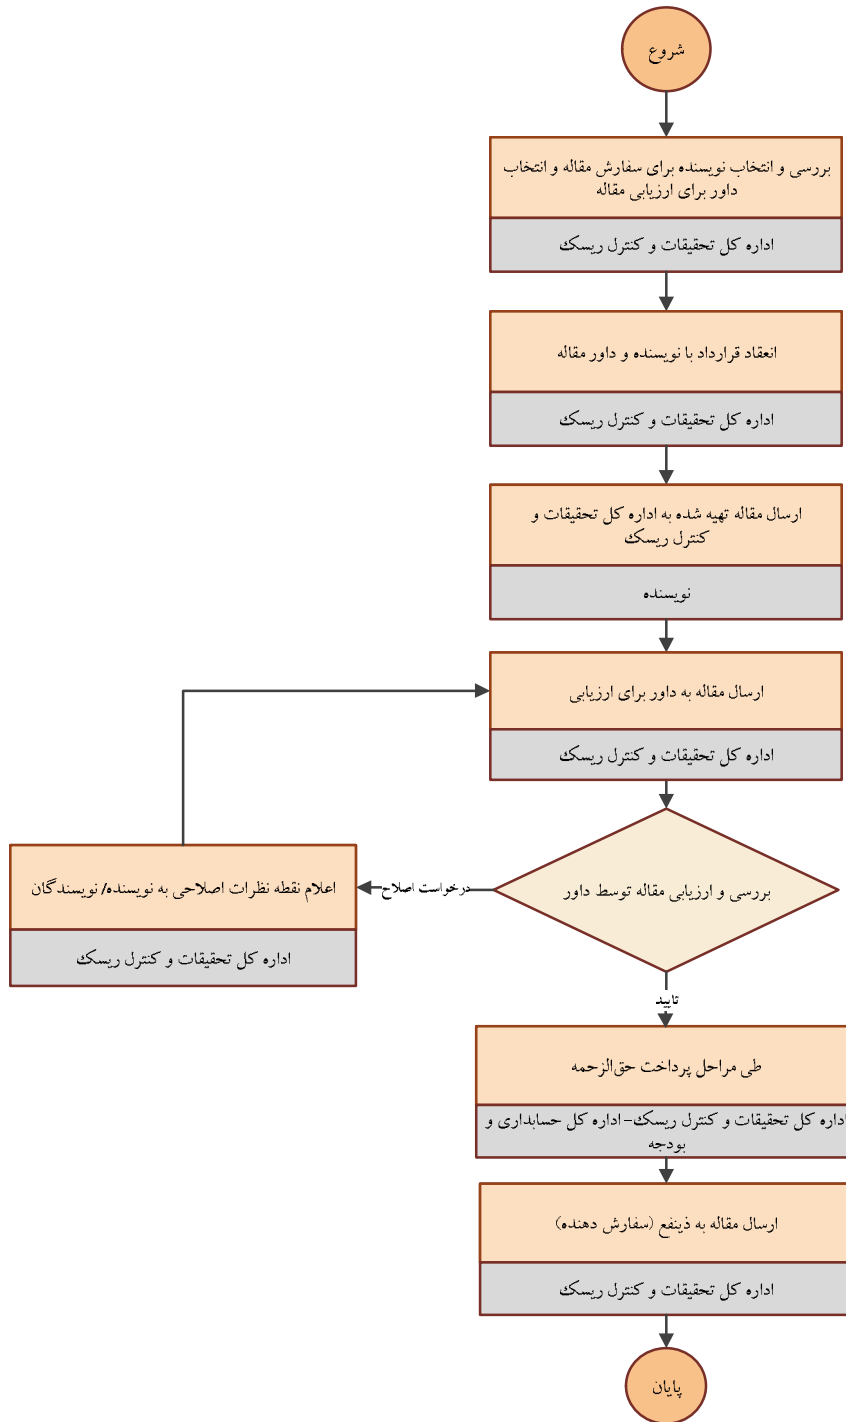 شروع
بررسی و انتخاب نویسنده برای سفارش مقاله و انتخاب
داور برای ارزیابی مقاله
اداره کل تحقیقات و کنترل ریسک
انعقاد قرارداد با نویسنده و داور مقاله
اداره کل تحقیقات و کنترل ریسک
ارسال مقاله تهیه شده به اداره کل تحقیقات و
کنترل ریسک
نویسنده
ارسال مقاله به داور برای ارزیابی
اداره کل تحقیقات و کنترل ریسک
بررسی و ارزیابی مقاله توسط داور
درخواست اصلاح
اعلام نقطه نظرات اصلاحی به نویسنده/ نویسندگان
اداره کل تحقیقات و کنترل ریسک
تایید
طی مراحل پرداخت حق‌الزحمه
اداره کل تحقیقات و کنترل ریسک- اداره کل حسابداری و
بودجه
ارسال مقاله به ذینفع (سفارش دهنده)
اداره کل تحقیقات و کنترل ریسک
پایان